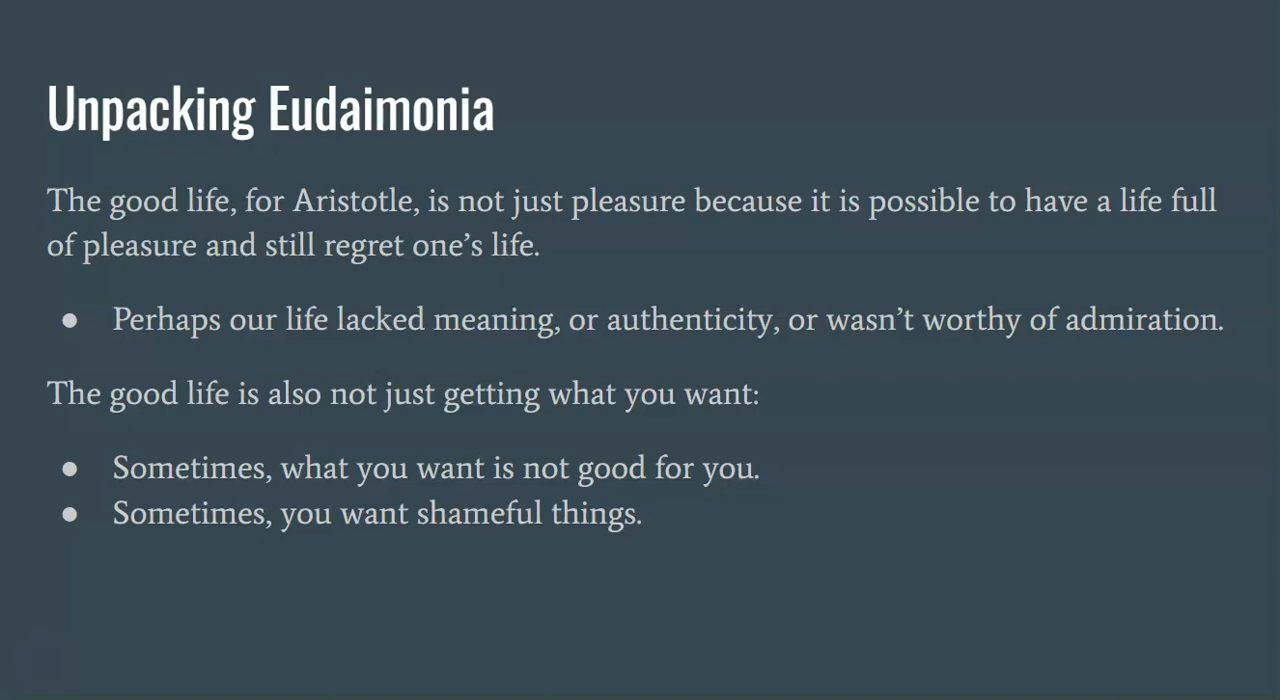 Unpacking Eudaimonia
The good life, for Aristotle, is not just pleasure because it is possible to have a life full
of pleasure and still regret one’s life.
● Perhaps our life lacked meaning, or authenticity, or wasn’t worthy of admiration.
The good life is also not just getting what you want:
● Sometimes, what you want is not good for you.
● Sometimes, you want shameful things.